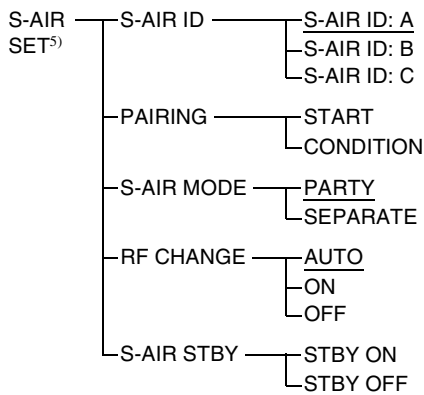 S-AIR SET5)
S-AIR ID
S-AIR ID: A
S-AIR ID: B
S-AIR ID: C
PAIRING
START
CONDITION
S-AIR MODE
PARTY
SEPARATE
RF CHANGE
AUTO
ON
OFF
S-AIR STBY
STBY ON
STBY OFF